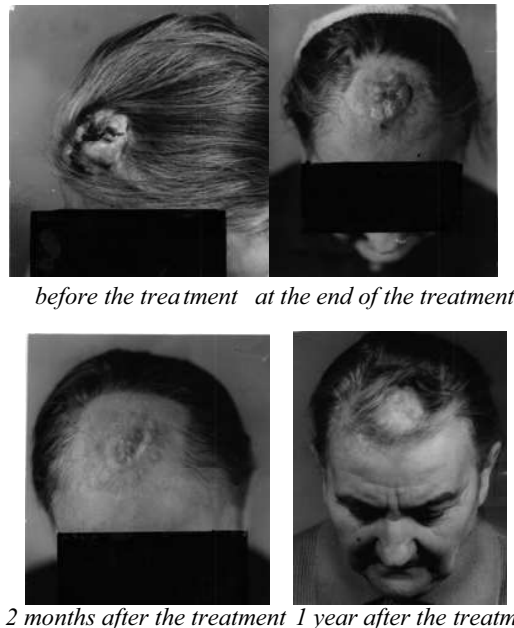 before the treatment at the end of the treatment
2 months after the treatment 1 year after the treatm